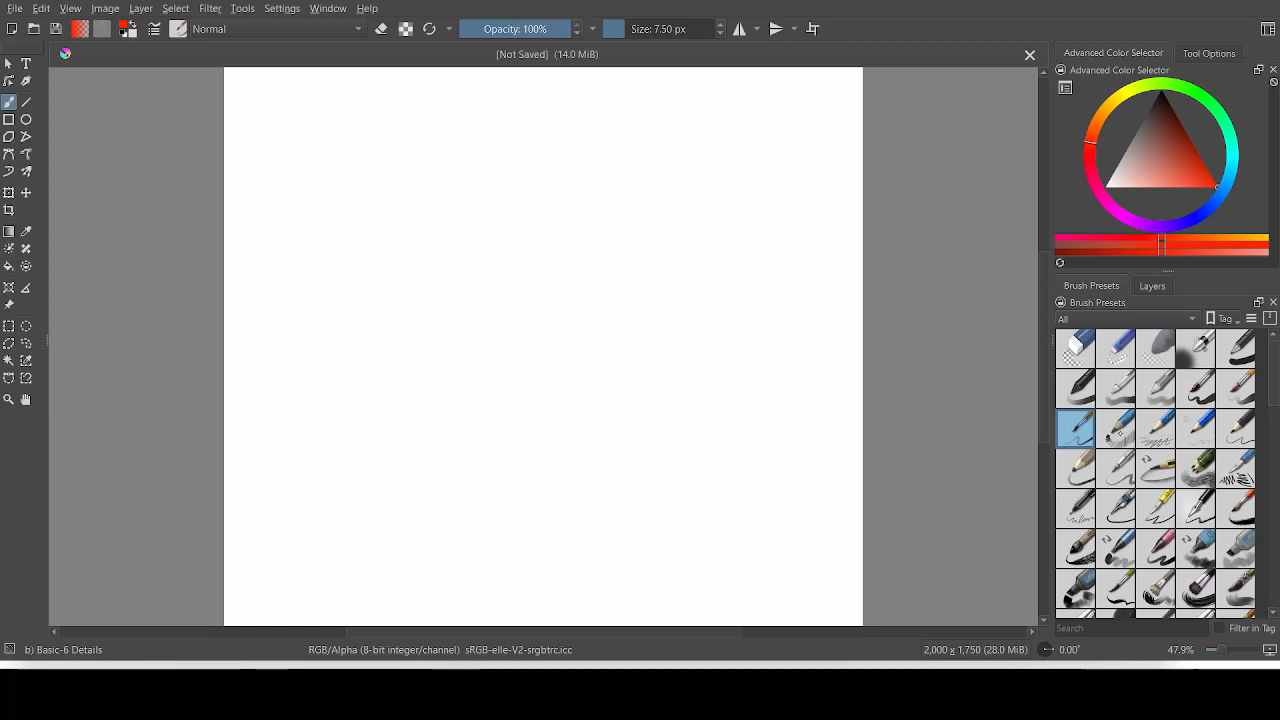 File Edit View Image Layer Select Filter Tools Settings Window Help
Normal Opacity: 100% Size: 7.50 px
[Not Saved] (14.0 MiB)
Advanced Color Selector Tool Options
Advanced Color Selector
Brush Presets Layers
Brush Presets
All Tag
Search Filter in Tag
b) Basic-6 Details RGB/Alpha (8-bit integer/channel) sRGB-elle-V2-srgbtrc.icc 2,000 x 1,750 (28.0 MiB) 0.00° 47.9%